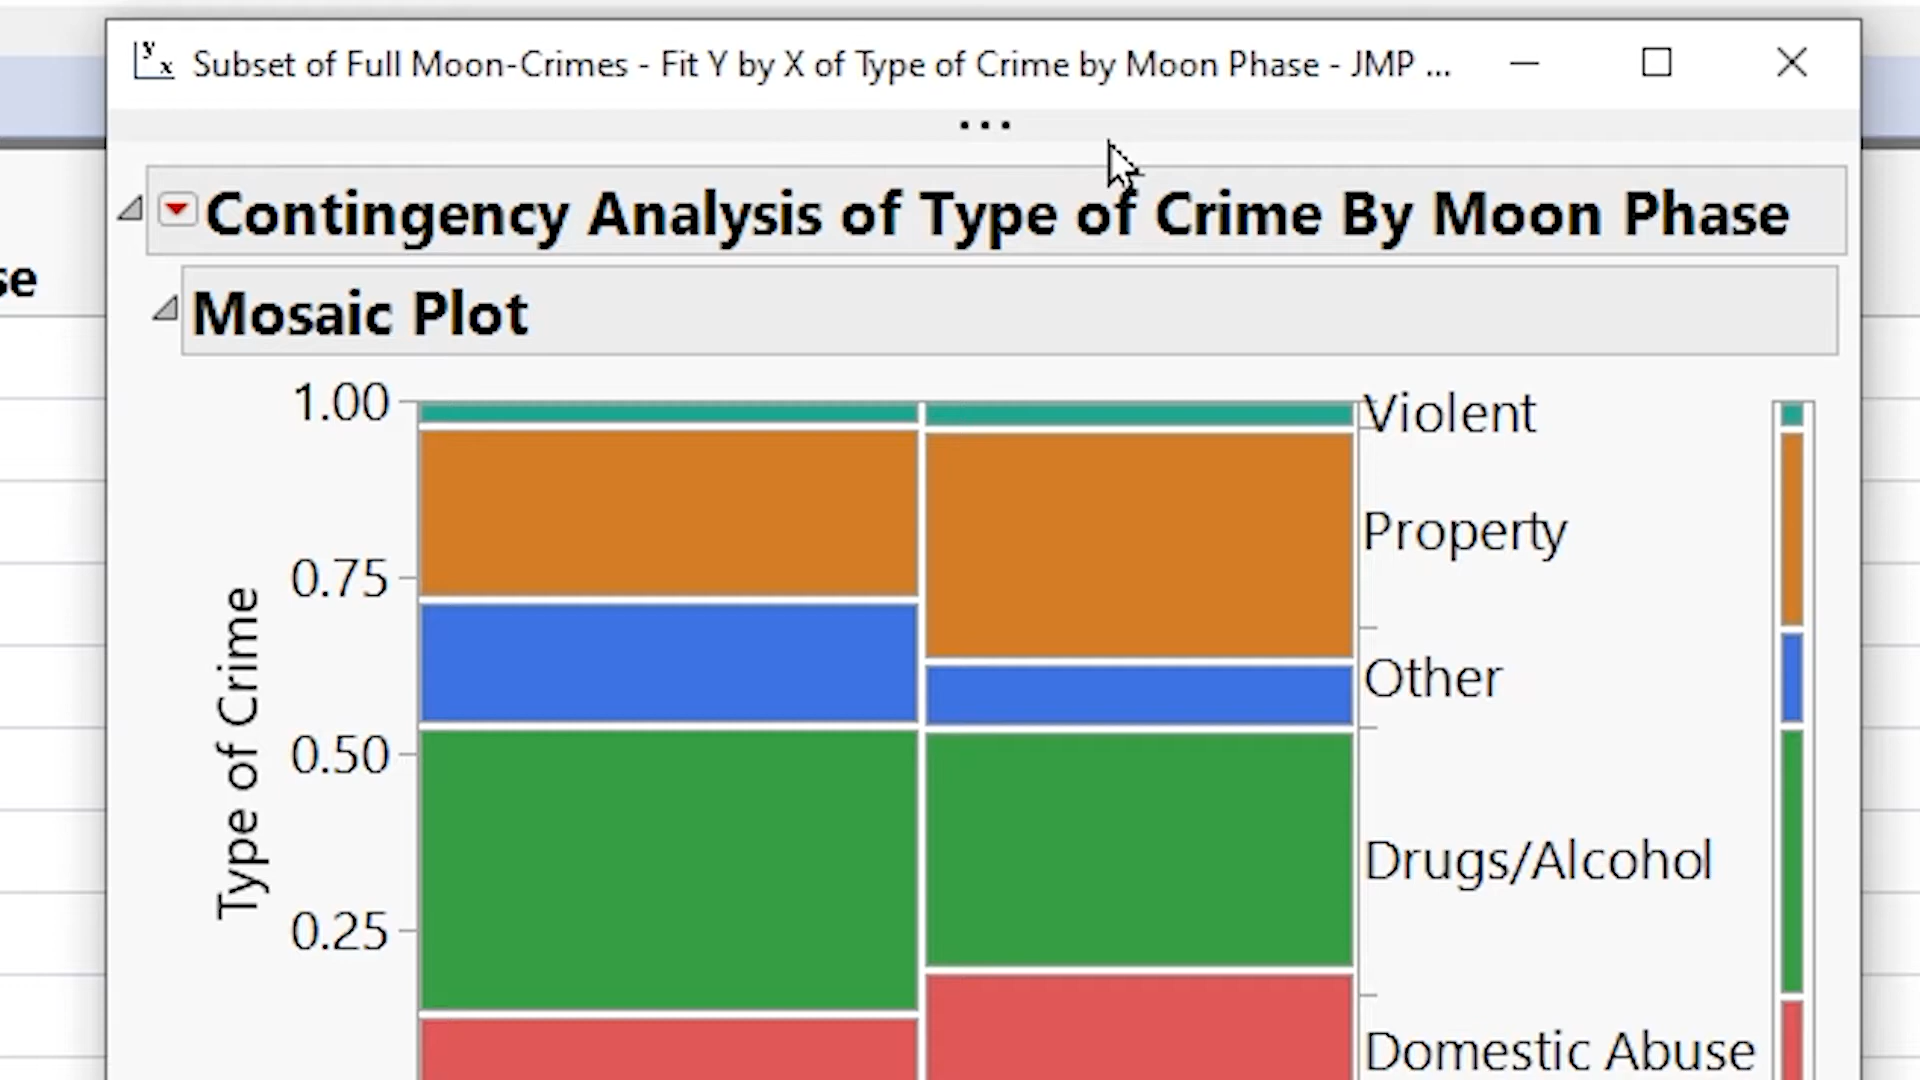 Subset of Full Moon-Crimes - Fit Y by X of Type of Crime by Moon Phase - JMP ...
Contingency Analysis of Type of Crime By Moon Phase
Mosaic Plot
se
Type of Crime
1.00
0.75
0.50
0.25
Violent
Property
Other
Drugs/Alcohol
Domestic Abuse